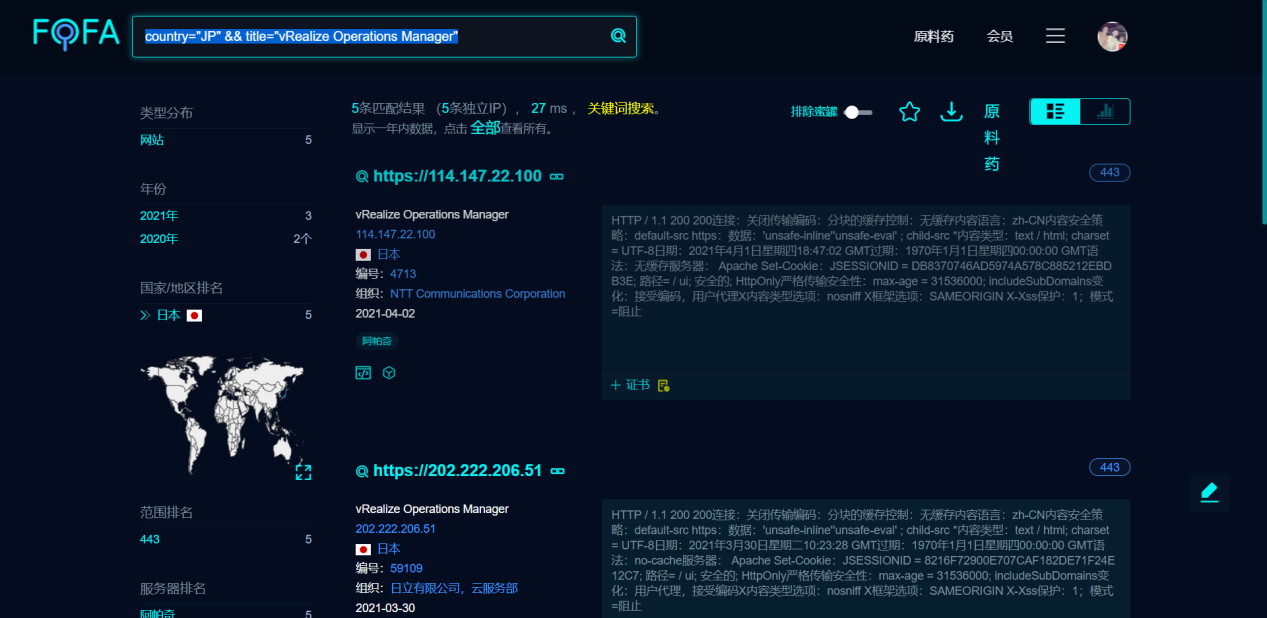 FOFA
country="JP" && title="vRealize Operations Manager"
原料药
会员
类型分布
网站 5
年份
2021年 3
2020年 2个
国家/地区排名
日本 5
范围排名
443 5
服务器排名
阿帕奇 5
5条匹配结果 （5条独立IP）， 27 ms ， 关键词搜索。
显示一年内数据，点击 全部查看所有。
排除蜜罐
原
料
药
https://114.147.22.100
443
vRealize Operations Manager
114.147.22.100
日本
编号：4713
组织：NTT Communications Corporation
2021-04-02
阿帕奇
HTTP / 1.1 200 200连接：关闭传输编码：分块的缓存控制：无缓存内容语言：zh-CN内容安全策
略：default-src https：数据：'unsafe-inline''unsafe-eval' ; child-src *内容类型：text / html; charset
= UTF-8日期：2021年4月1日星期四18:47:02 GMT过期：1970年1月1日星期四00:00:00 GMT语
法：无缓存服务器： Apache Set-Cookie：JSESSIONID = DB8370746AD5974A578C885212EBD
B3E; 路径= / ui; 安全的; HttpOnly严格传输安全性：max-age = 31536000; includeSubDomains变
化：接受编码，用户代理X内容类型选项：nosniff X框架选项：SAMEORIGIN X-Xss保护：1；模式
=阻止
+ 证书
https://202.222.206.51
443
vRealize Operations Manager
202.222.206.51
日本
编号：59109
组织：日立有限公司，云服务部
2021-03-30
HTTP / 1.1 200 200连接：关闭传输编码：分块的缓存控制：无缓存内容语言：zh-CN内容安全策
略：default-src https：数据：'unsafe-inline''unsafe-eval' ; child-src *内容类型：text / html; charset
= UTF-8日期：2021年3月30日星期二10:23:28 GMT过期：1970年1月1日星期四00:00:00 GMT语
法：no-cache服务器： Apache Set-Cookie：JSESSIONID = 8216F72900E707CAF182DE71F24E
12C7; 路径= / ui; 安全的; HttpOnly严格传输安全性：max-age = 31536000; includeSubDomains变
化：用户代理，接受编码X内容类型选项：nosniff X框架选项：SAMEORIGIN X-Xss保护：1；模式
=阻止